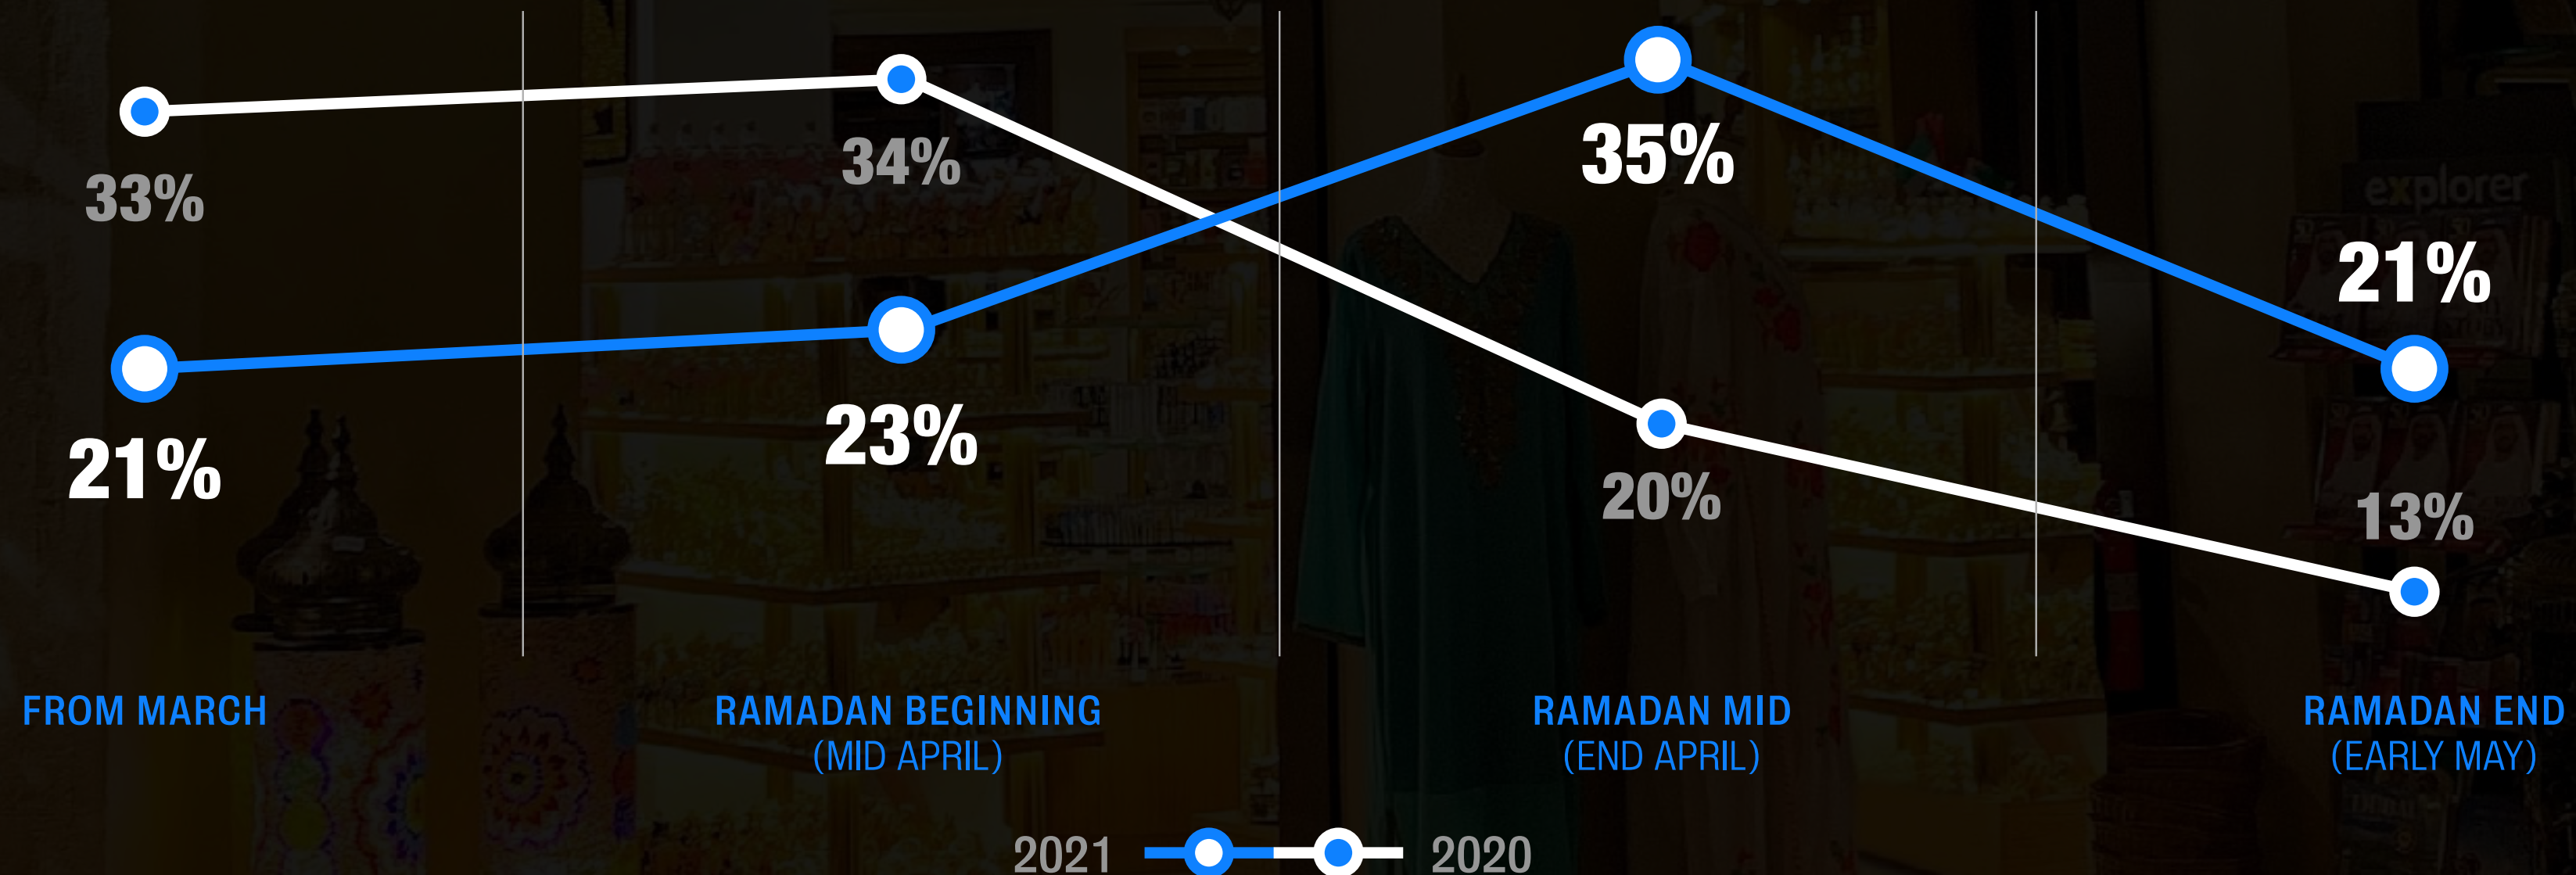 33%
34%
35%
21%
21%
23%
20%
13%
explorer
FROM MARCH
RAMADAN BEGINNING
(MID APRIL)
RAMADAN MID
(END APRIL)
RAMADAN END
(EARLY MAY)
2021
2020